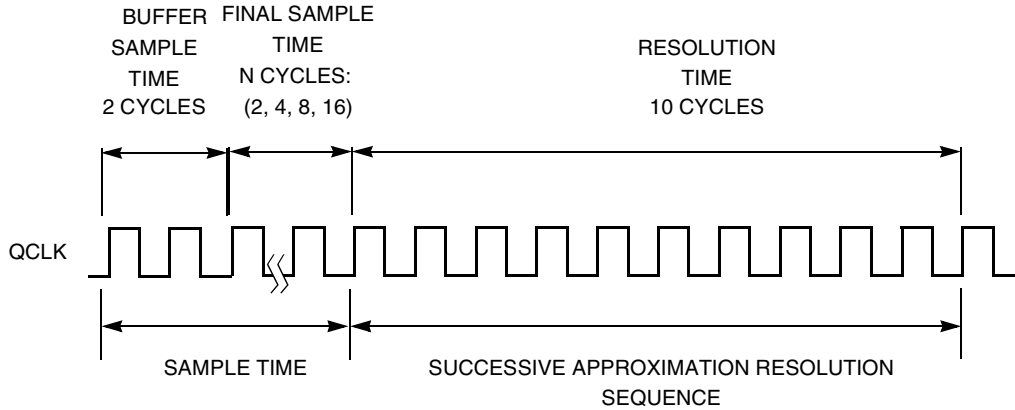 BUFFER
SAMPLE
TIME
2 CYCLES
FINAL SAMPLE
TIME
N CYCLES:
(2, 4, 8, 16)
RESOLUTION
TIME
10 CYCLES
QCLK
SAMPLE TIME
SUCCESSIVE APPROXIMATION RESOLUTION
SEQUENCE